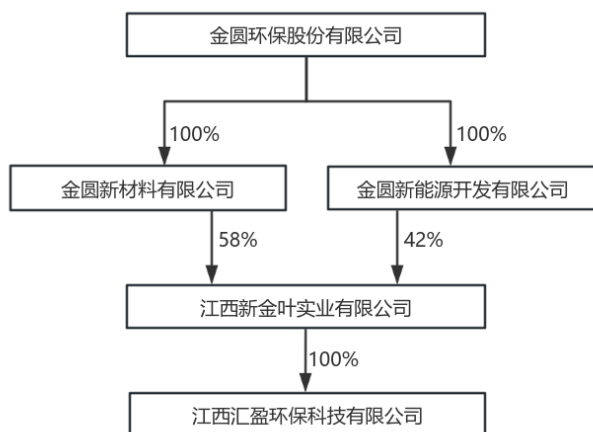 金圆环保股份有限公司
100%
100%
金圆新材料有限公司
金圆新能源开发有限公司
58%
42%
江西新金叶实业有限公司
100%
江西汇盈环保科技有限公司